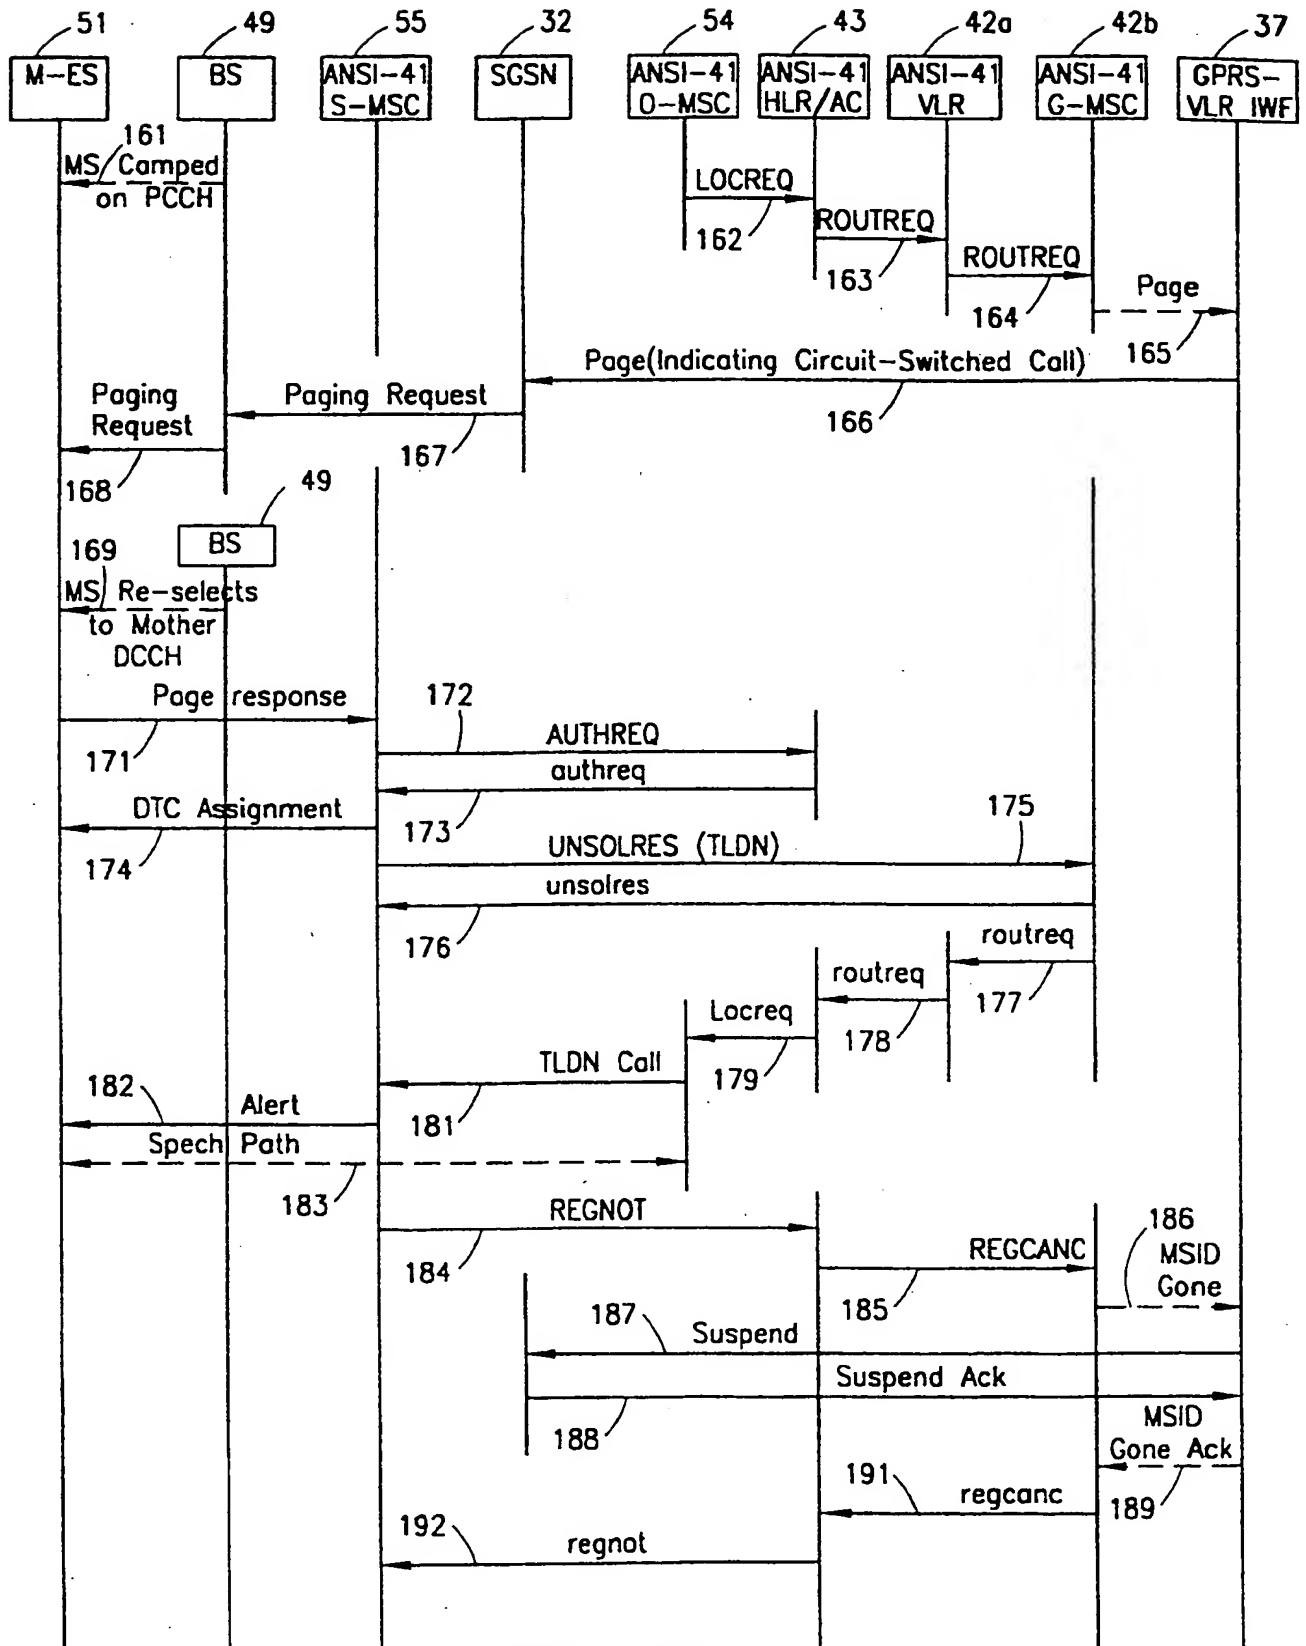 51 49 55 32 54 43 42a 42b 37
M-ES BS ANSI-41 SGSN ANSI-41 ANSI-41 ANSI-41 ANSI-41 GPRS-
S-MSC O-MSC HLR/AC VLR G-MSC VLR IWF
161
MS Camped
on PCCH
LOCREQ
162
ROUTREQ
163
ROUTREQ
164
Page
165
Page(Indicating Circuit-Switched Call)
166
Paging Request
167
Paging
Request
168
49
BS
169
MS Re-selects
to Mother
DCCH
Page response
171
172
AUTHREQ
authreq
173
DTC Assignment
174
175
UNSOLRES (TLDN)
unsolres
176
routreq
177
routreq
178
Locreq
179
TLDN Call
181
182
Alert
Spech Path
183
REGNOT
184
REGCANC
185
186
MSID
Gone
187
Suspend
Suspend Ack
188
MSID
Gone Ack
189
191
regcanc
192
regnot